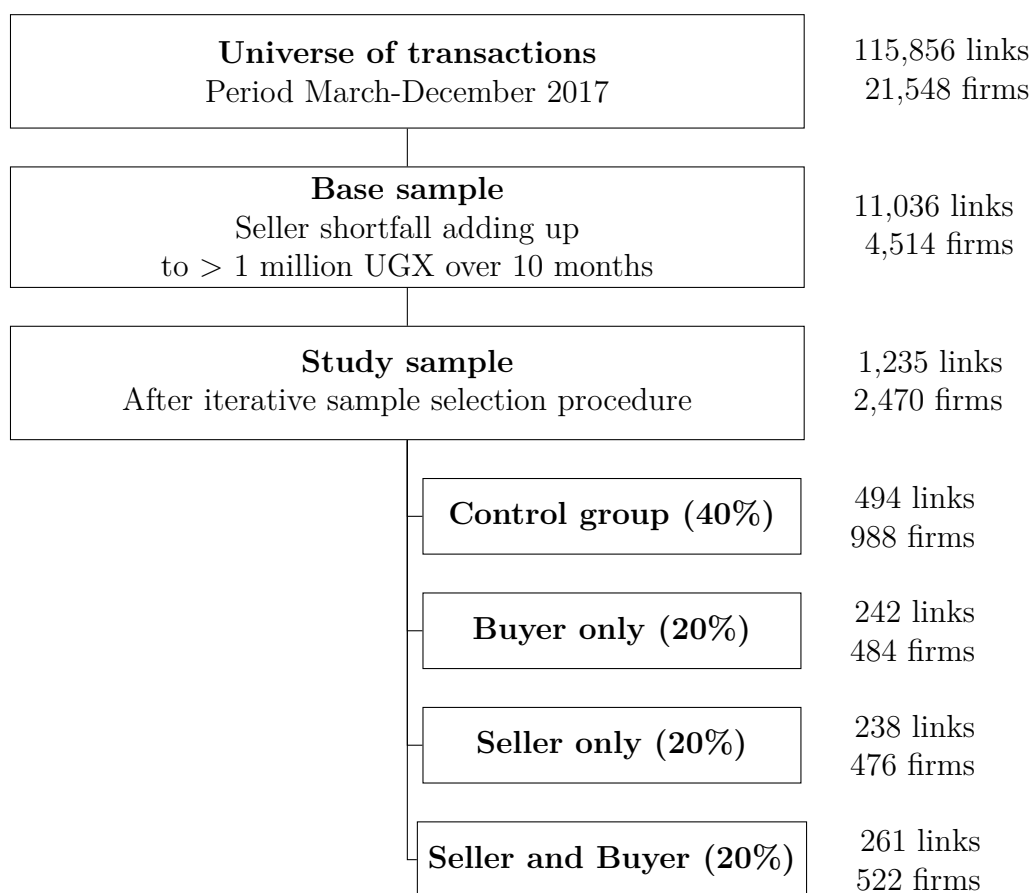 Universe of transactions
Period March-December 2017
115,856 links
21,548 firms
Base sample
Seller shortfall adding up
to > 1 million UGX over 10 months
11,036 links
4,514 firms
Study sample
After iterative sample selection procedure
1,235 links
2,470 firms
Control group (40%)
494 links
988 firms
Buyer only (20%)
242 links
484 firms
Seller only (20%)
238 links
476 firms
Seller and Buyer (20%)
261 links
522 firms